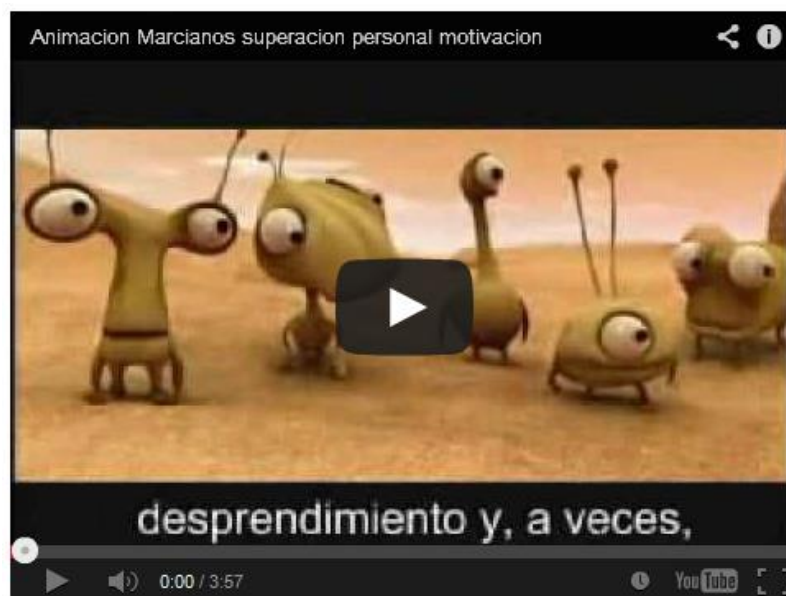 Animacion Marcianos superacion personal motivacion
desprendimiento y, a veces,
0:00 / 3:57
YouTube